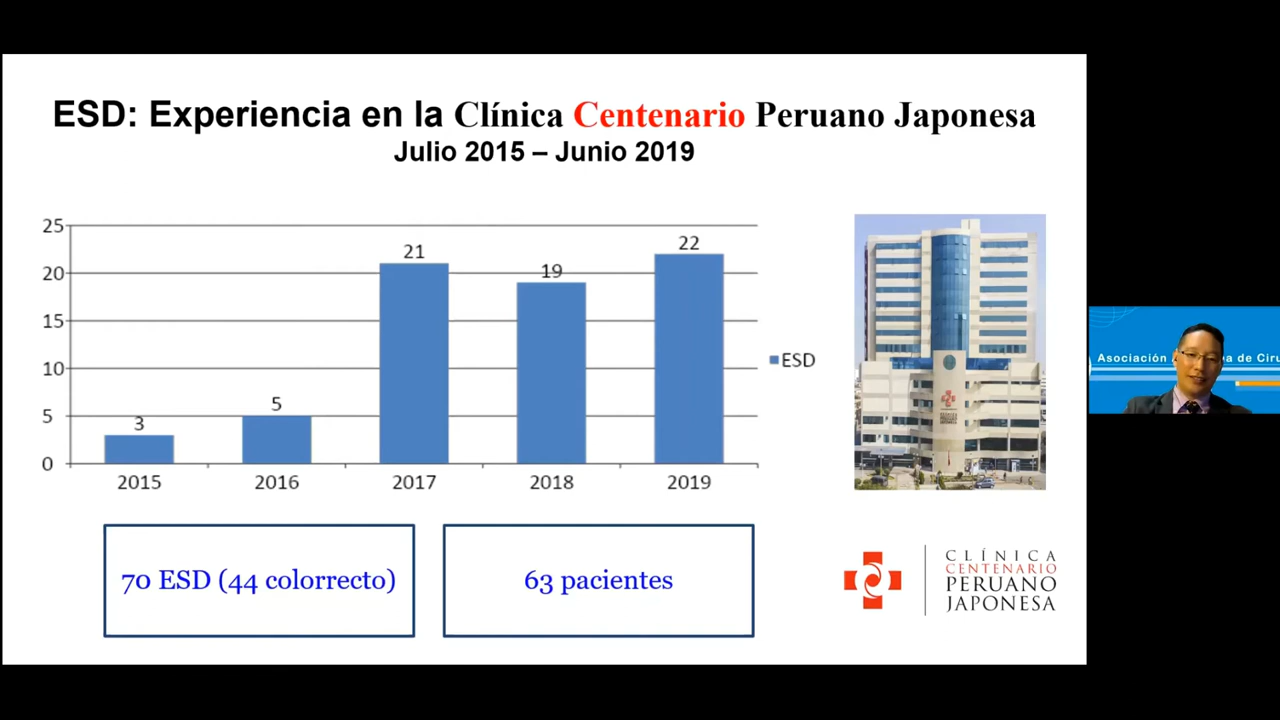 ESD: Experiencia en la Clínica Centenario Peruano Japonesa
Julio 2015 – Junio 2019
25
20
15
10
5
0
3
5
21
19
22
2015 2016 2017 2018 2019
ESD
70 ESD (44 colorrecto)
63 pacientes
CLÍNICA
CENTENARIO
PERUANO
JAPONESA
Asociación de Ciru